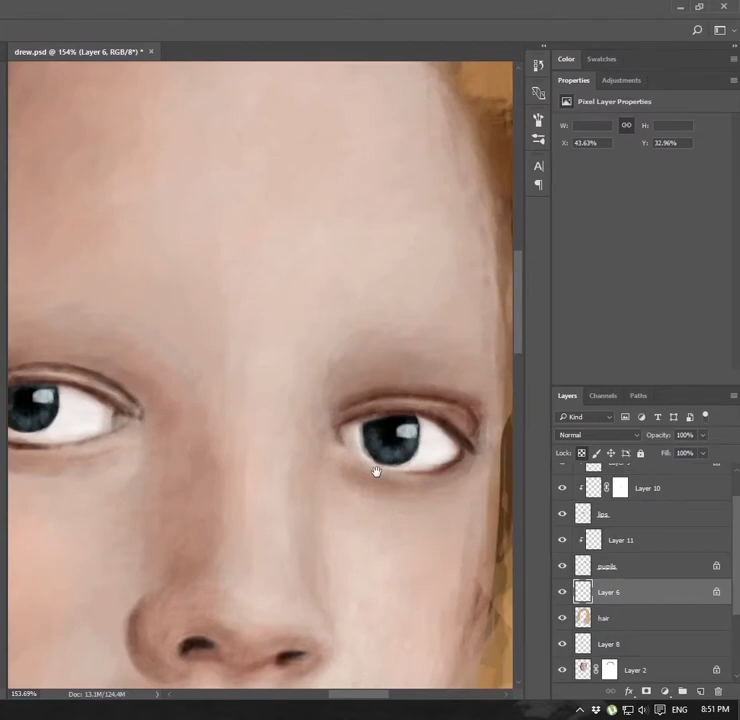 drew.psd @ 154% (Layer 6, RGB/8*) * ×
Color Swatches
Properties Adjustments
Pixel Layer Properties
W: H:
X: 43.63% Y: 32.96%
Layers Channels Paths
Kind
Normal Opacity: 100%
Lock: Fill: 100%
Layer 10
lips
Layer 11
pupils
Layer 6
hair
Layer 8
Layer 2
153.69% Doc: 13.1M/124.4M
ENG 8:51 PM